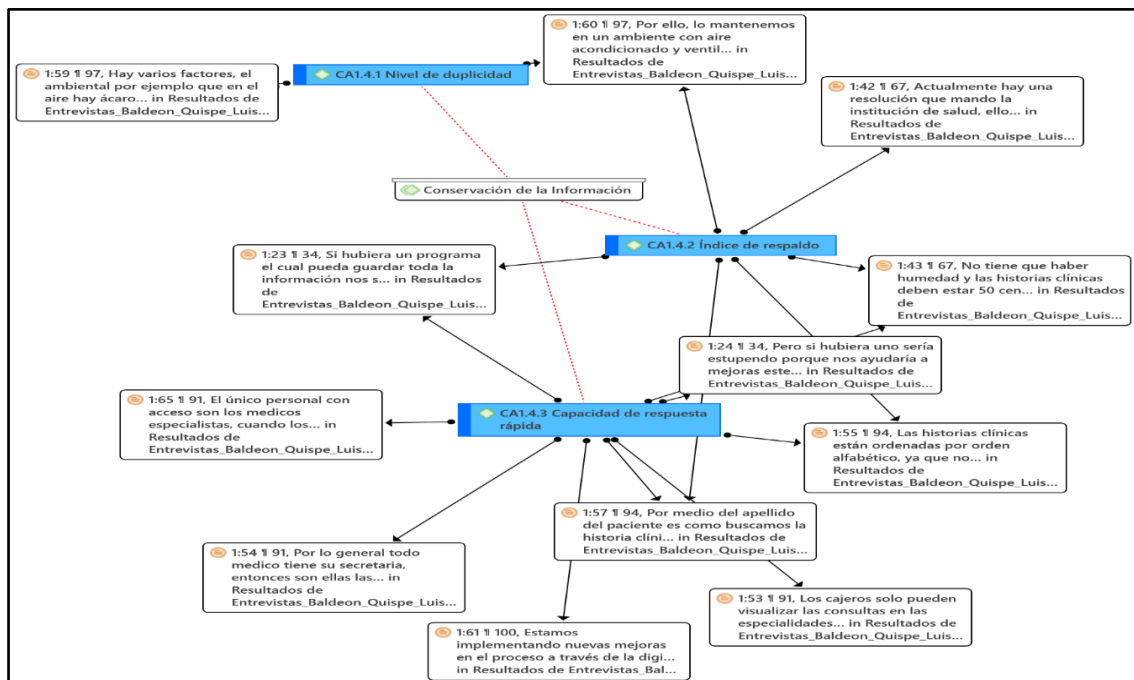 1:60 ¶ 97, Por ello, lo mantenemos
en un ambiente con aire
acondicionado y ventil... in
Resultados de
Entrevistas_Baldeon_Quispe_Luis...
1:59 ¶ 97, Hay varios factores, el
ambiental por ejemplo que en el
aire hay ácaro... in Resultados de
Entrevistas_Baldeon_Quispe_Luis...
CA1.4.1 Nivel de duplicidad
1:42 ¶ 67, Actualmente hay una
resolución que mando la
institución de salud, ello... in
Resultados de
Entrevistas_Baldeon_Quispe_Luis...
Conservación de la Información
CA1.4.2 Índice de respaldo
1:23 ¶ 34, Si hubiera un programa
el cual pueda guardar toda la
información nos s... in Resultados
de
Entrevistas_Baldeon_Quispe_Luis...
1:43 ¶ 67, No tiene que haber
humedad y las historias clínicas
deben estar 50 cen... in Resultados
de
Entrevistas_Baldeon_Quispe_Luis...
1:24 ¶ 34, Pero si hubiera uno sería
estupendo porque nos ayudaría a
mejoras este... in Resultados de
Entrevistas_Baldeon_Quispe_Luis...
1:65 ¶ 91, El único personal con
acceso son los medicos
especialistas, cuando los... in
Resultados de
Entrevistas_Baldeon_Quispe_Luis...
CA1.4.3 Capacidad de respuesta
rápida
1:55 ¶ 94, Las historias clínicas
están ordenadas por orden
alfabético, ya que no... in
Resultados de
Entrevistas_Baldeon_Quispe_Luis...
1:57 ¶ 94, Por medio del apellido
del paciente es como buscamos la
historia clíni... in Resultados de
Entrevistas_Baldeon_Quispe_Luis...
1:54 ¶ 91, Por lo general todo
medico tiene su secretaria,
entonces son ellas las... in
Resultados de
Entrevistas_Baldeon_Quispe_Luis...
1:53 ¶ 91, Los cajeros solo pueden
visualizar las consultas en las
especialidades... in Resultados de
Entrevistas_Baldeon_Quispe_Luis...
1:61 ¶ 100, Estamos
implementando nuevas mejoras
en el proceso a través de la digi...
in Resultados de Entrevistas_Bal...